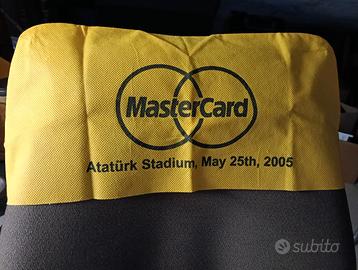 MasterCard
Atatürk Stadium, May 25th, 2005
subito